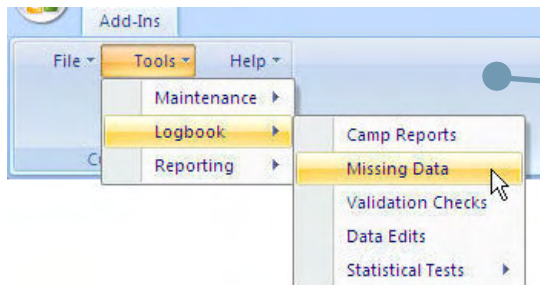 Add-Ins
File Tools Help
Maintenance
Logbook
Reporting
Camp Reports
Missing Data
Validation Checks
Data Edits
Statistical Tests